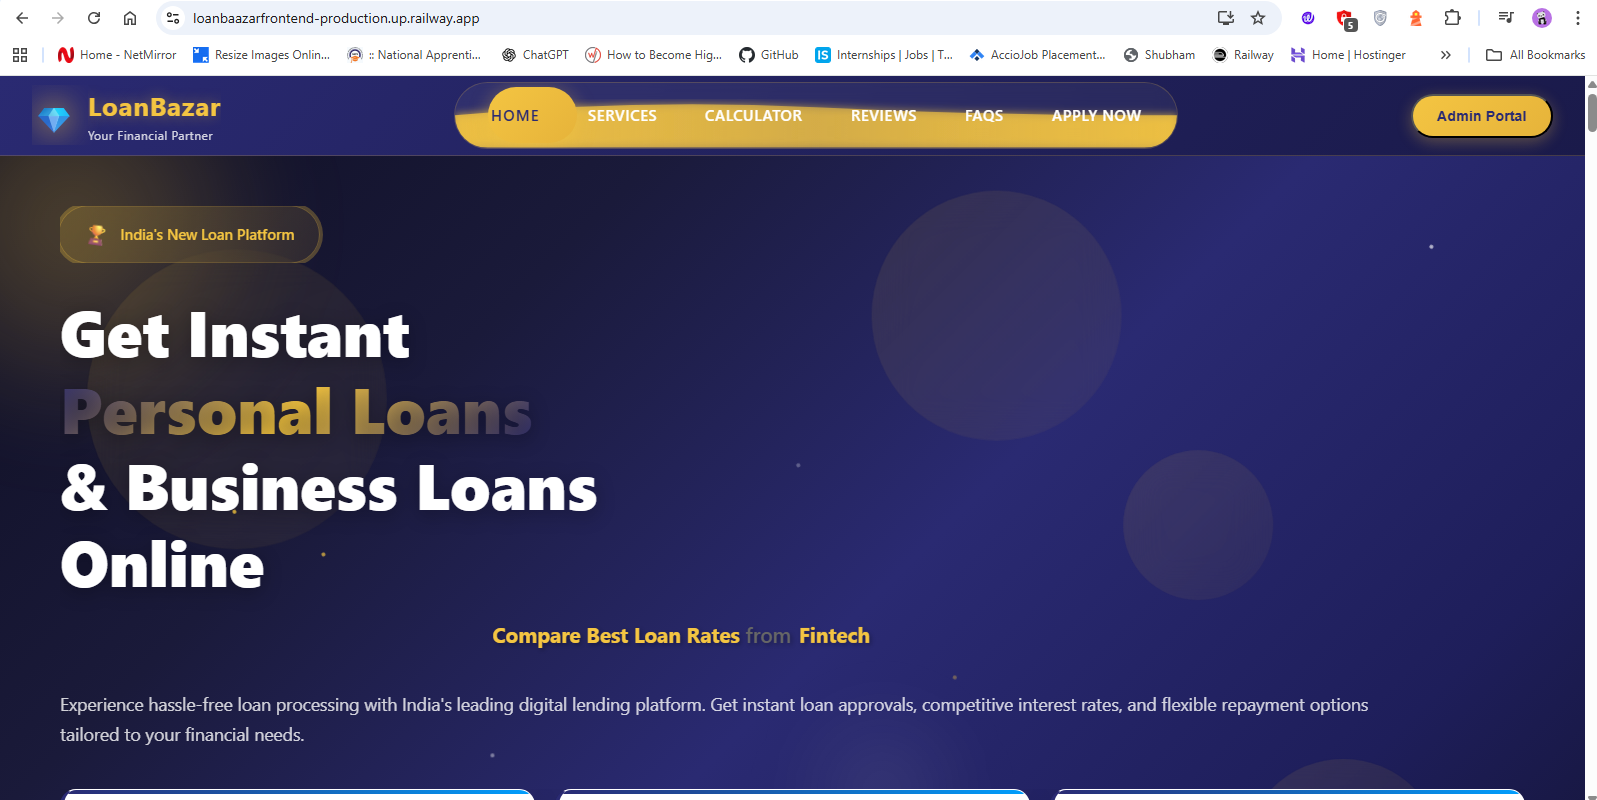 loanbaazarfrontend-production.up.railway.app
5
Home - NetMirror
Resize Images Onlin...
:: National Apprenti...
ChatGPT
How to Become Hig...
GitHub
IS
Internships | Jobs | T...
AccioJob Placement...
Shubham
Railway
Home | Hostinger
All Bookmarks
LoanBazar
Your Financial Partner
HOME
SERVICES
CALCULATOR
REVIEWS
FAQS
APPLY NOW
Admin Portal
India's New Loan Platform
Get Instant
Personal Loans
& Business Loans
Online
Compare Best Loan Rates from Fintech
Experience hassle-free loan processing with India's leading digital lending platform. Get instant loan approvals, competitive interest rates, and flexible repayment options
tailored to your financial needs.